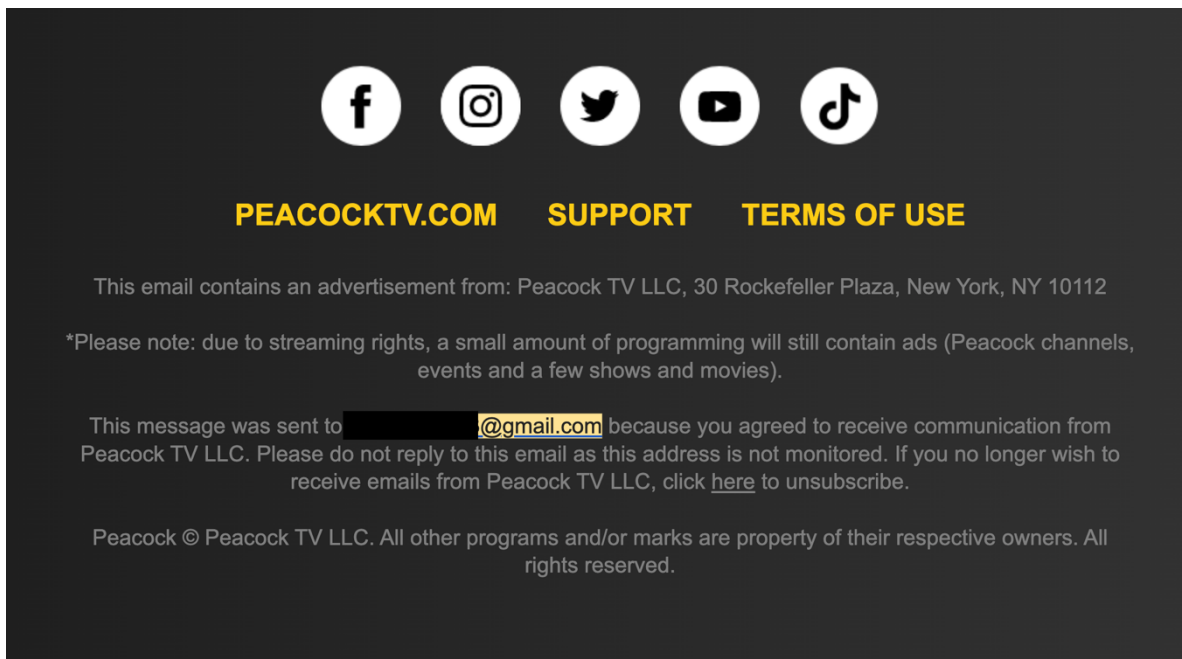 PEACOCKTV.COM SUPPORT TERMS OF USE
This email contains an advertisement from: Peacock TV LLC, 30 Rockefeller Plaza, New York, NY 10112
*Please note: due to streaming rights, a small amount of programming will still contain ads (Peacock channels,
events and a few shows and movies).
This message was sent to @gmail.com because you agreed to receive communication from
Peacock TV LLC. Please do not reply to this email as this address is not monitored. If you no longer wish to
receive emails from Peacock TV LLC, click here to unsubscribe.
Peacock © Peacock TV LLC. All other programs and/or marks are property of their respective owners. All
rights reserved.